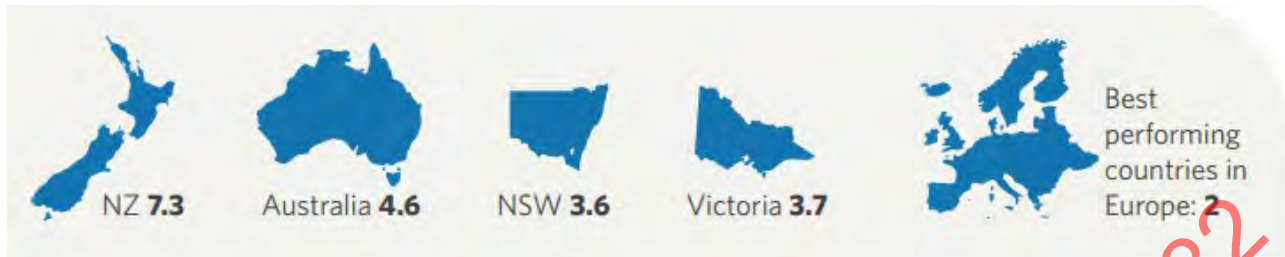 NZ 7.3
Australia 4.6
NSW 3.6
Victoria 3.7
Best
performing
countries in
Europe: 2